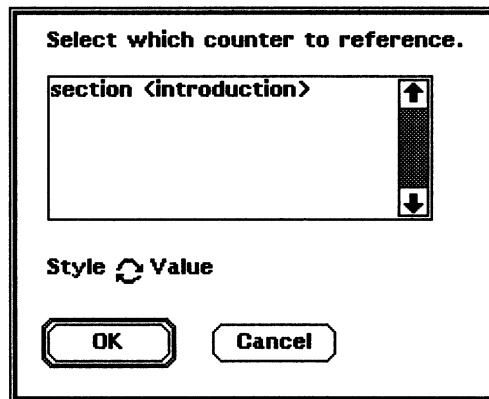 Select which counter to reference.
section <introduction>
Style Value
OK
Cancel